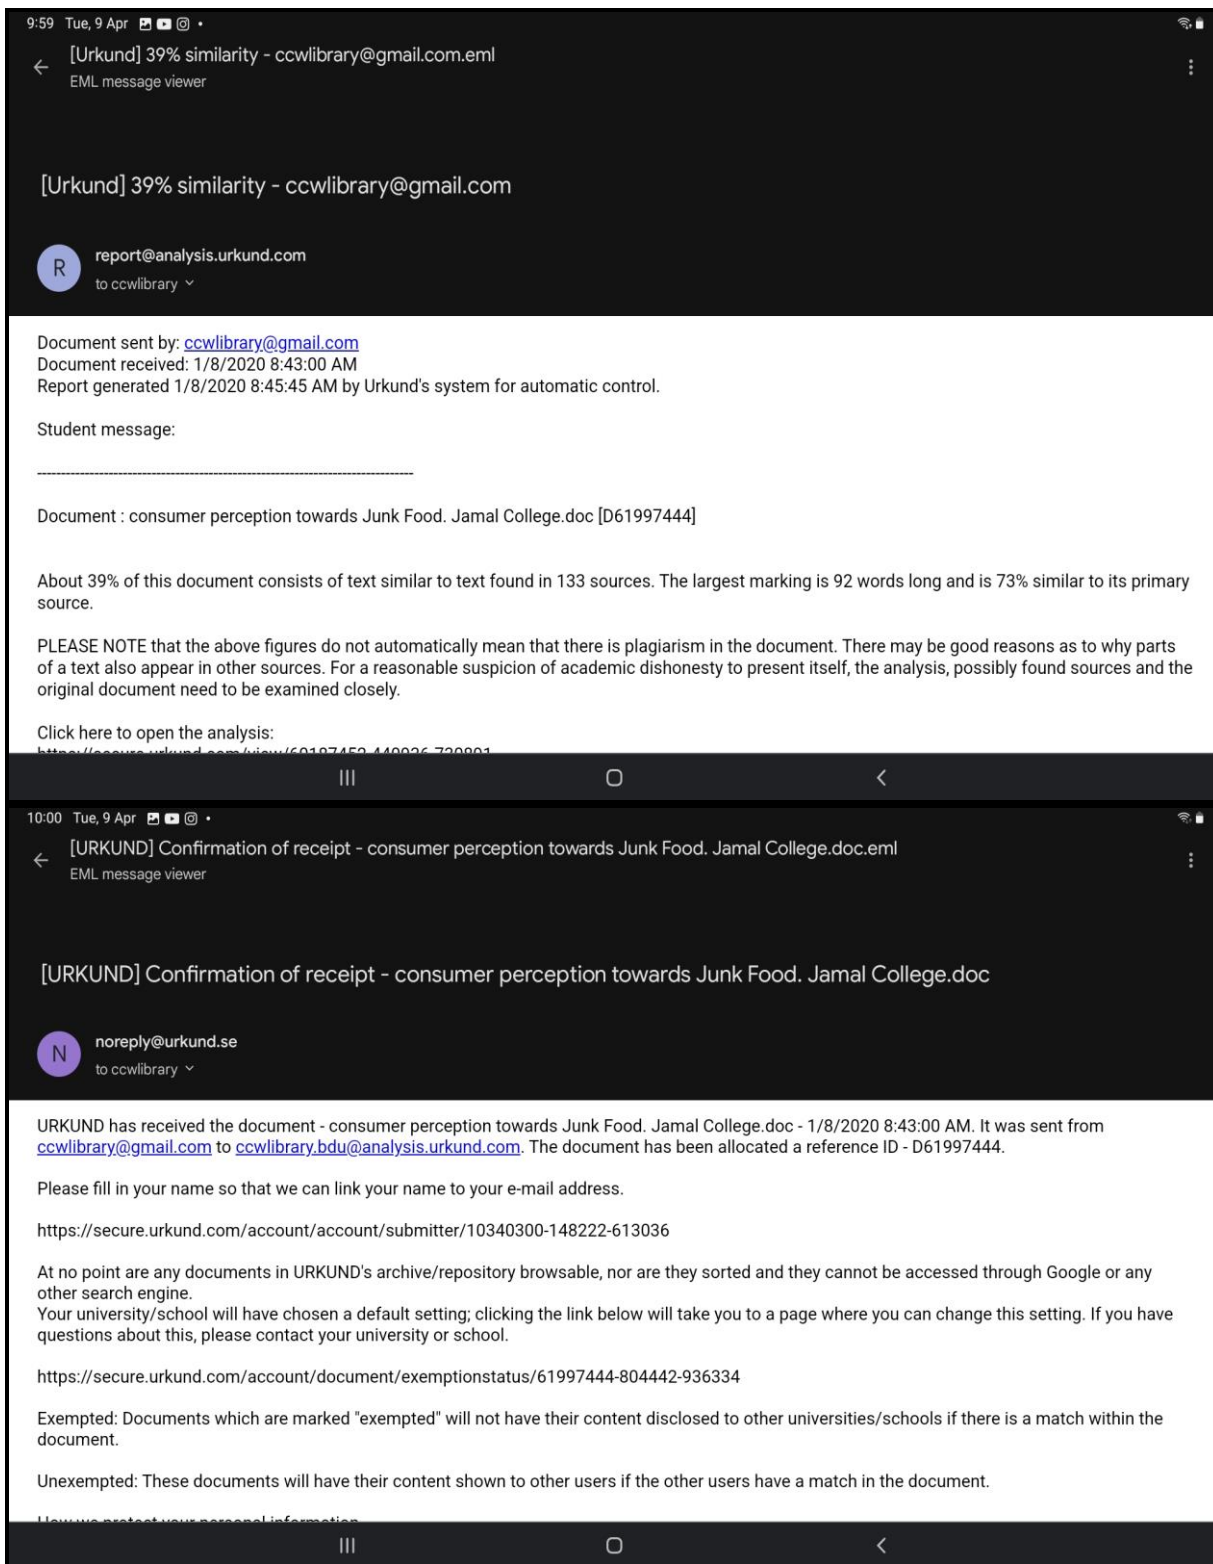 9:59 Tue, 9 Apr
[Urkund] 39% similarity - ccwlibrary@gmail.com.eml
EML message viewer
[Urkund] 39% similarity - ccwlibrary@gmail.com
R
report@analysis.urkund.com
to ccwlibrary
Document sent by: ccwlibrary@gmail.com
Document received: 1/8/2020 8:43:00 AM
Report generated 1/8/2020 8:45:45 AM by Urkund's system for automatic control.
Student message:
--------------------------------------------------------------------------------
Document : consumer perception towards Junk Food. Jamal College.doc [D61997444]
About 39% of this document consists of text similar to text found in 133 sources. The largest marking is 92 words long and is 73% similar to its primary
source.
PLEASE NOTE that the above figures do not automatically mean that there is plagiarism in the document. There may be good reasons as to why parts
of a text also appear in other sources. For a reasonable suspicion of academic dishonesty to present itself, the analysis, possibly found sources and the
original document need to be examined closely.
Click here to open the analysis:
10:00 Tue, 9 Apr
[URKUND] Confirmation of receipt - consumer perception towards Junk Food. Jamal College.doc.eml
EML message viewer
[URKUND] Confirmation of receipt - consumer perception towards Junk Food. Jamal College.doc
N
noreply@urkund.se
to ccwlibrary
URKUND has received the document - consumer perception towards Junk Food. Jamal College.doc - 1/8/2020 8:43:00 AM. It was sent from
ccwlibrary@gmail.com to ccwlibrary.bdu@analysis.urkund.com. The document has been allocated a reference ID - D61997444.
Please fill in your name so that we can link your name to your e-mail address.
https://secure.urkund.com/account/account/submitter/10340300-148222-613036
At no point are any documents in URKUND's archive/repository browsable, nor are they sorted and they cannot be accessed through Google or any
other search engine.
Your university/school will have chosen a default setting; clicking the link below will take you to a page where you can change this setting. If you have
questions about this, please contact your university or school.
https://secure.urkund.com/account/document/exemptionstatus/61997444-804442-936334
Exempted: Documents which are marked "exempted" will not have their content disclosed to other universities/schools if there is a match within the
document.
Unexempted: These documents will have their content shown to other users if the other users have a match in the document.
How we protect your personal information